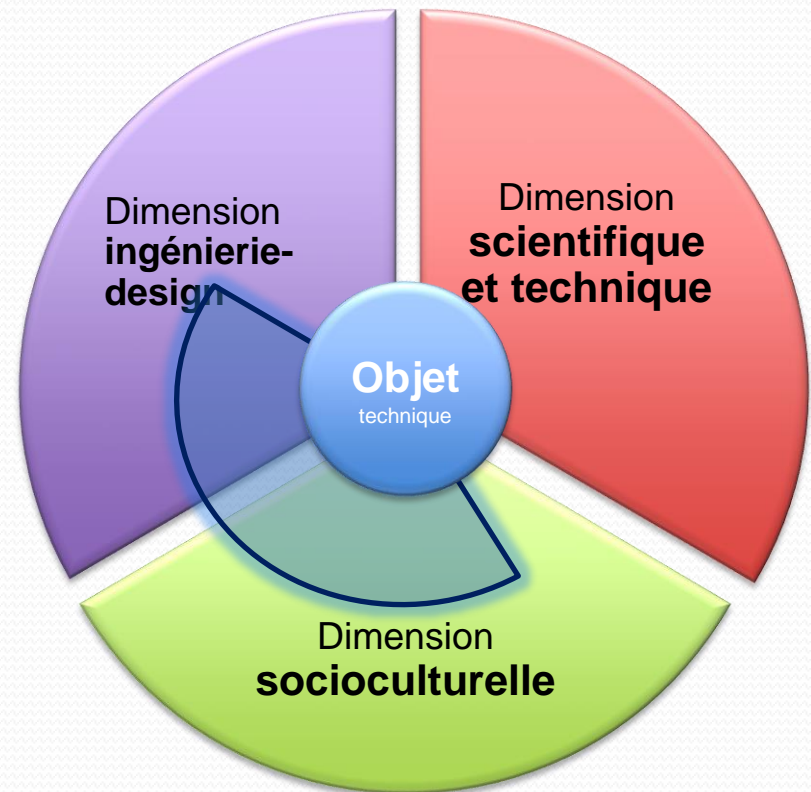 Dimension
ingénierie-
design
Dimension
scientifique
et technique
Objet
technique
Dimension
socioculturelle